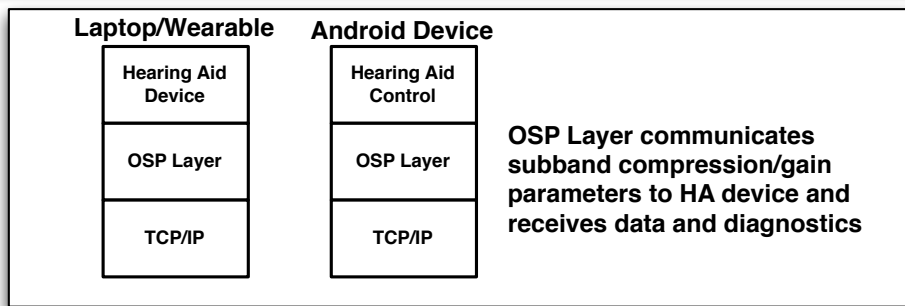 Laptop/Wearable
Android Device
Hearing Aid
Device
OSP Layer
TCP/IP
Hearing Aid
Control
OSP Layer
TCP/IP
OSP Layer communicates
subband compression/gain
parameters to HA device and
receives data and diagnostics